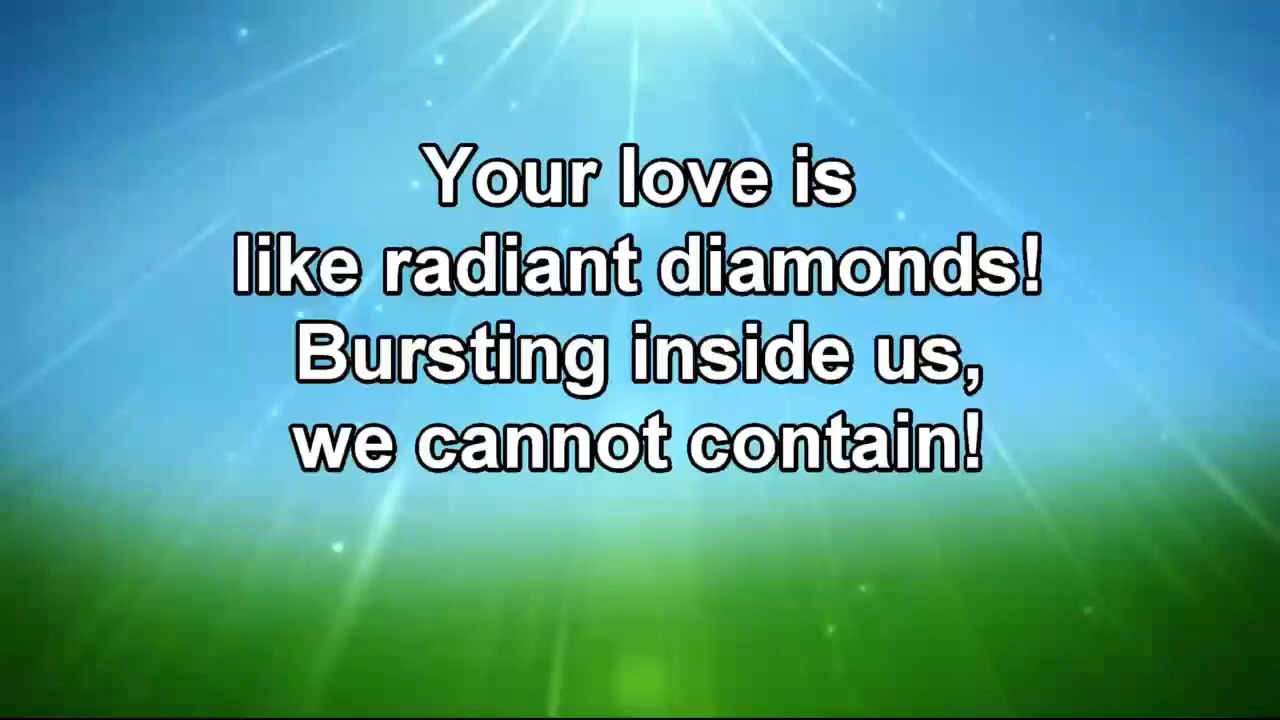 Your love is
like radiant diamonds!
Bursting inside us,
we cannot contain!